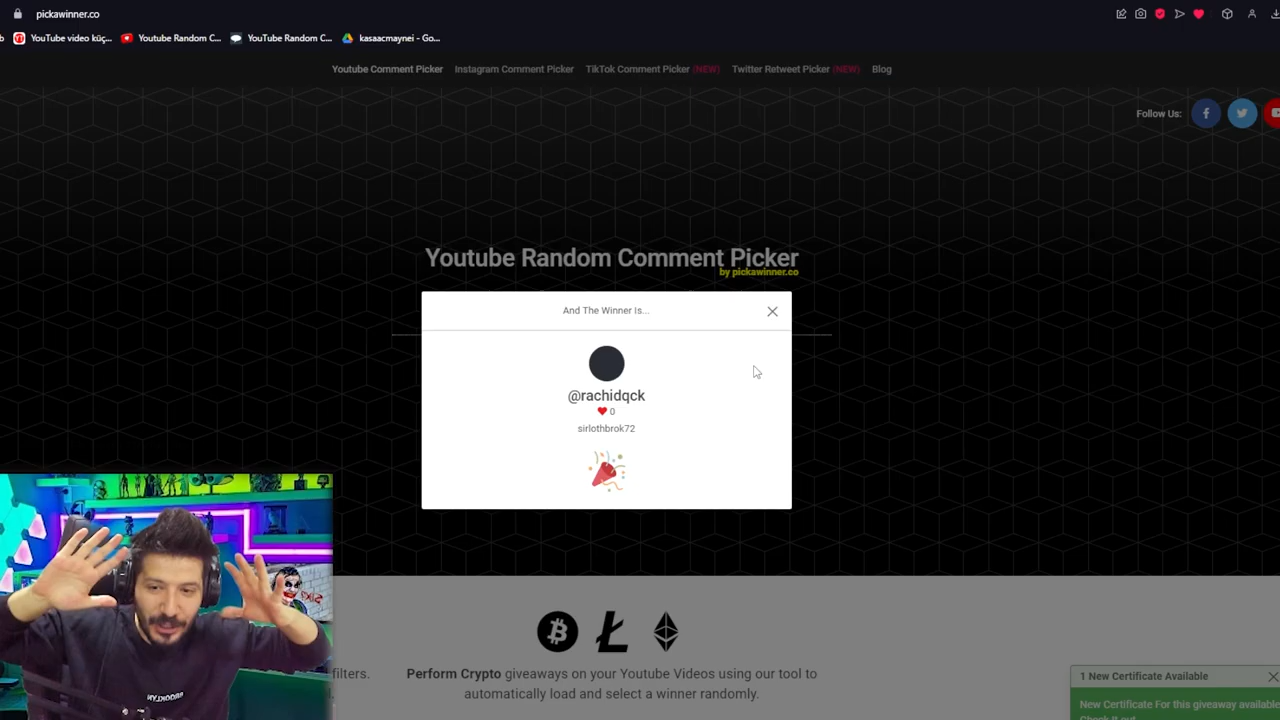 pickawinner.co
b YouTube video küç... Youtube Random C... YouTube Random C... kasaacmaynei - Go...
Youtube Comment Picker Instagram Comment Picker TikTok Comment Picker (NEW) Twitter Retweet Picker (NEW) Blog
Follow Us:
Youtube Random Comment Picker
by pickawinner.co
And The Winner Is...
@rachidqck
0
sirlothbrok72
filters.
Perform Crypto giveaways on your Youtube Videos using our tool to
automatically load and select a winner randomly.
1 New Certificate Available
New Certificate For this giveaway available
Check It out